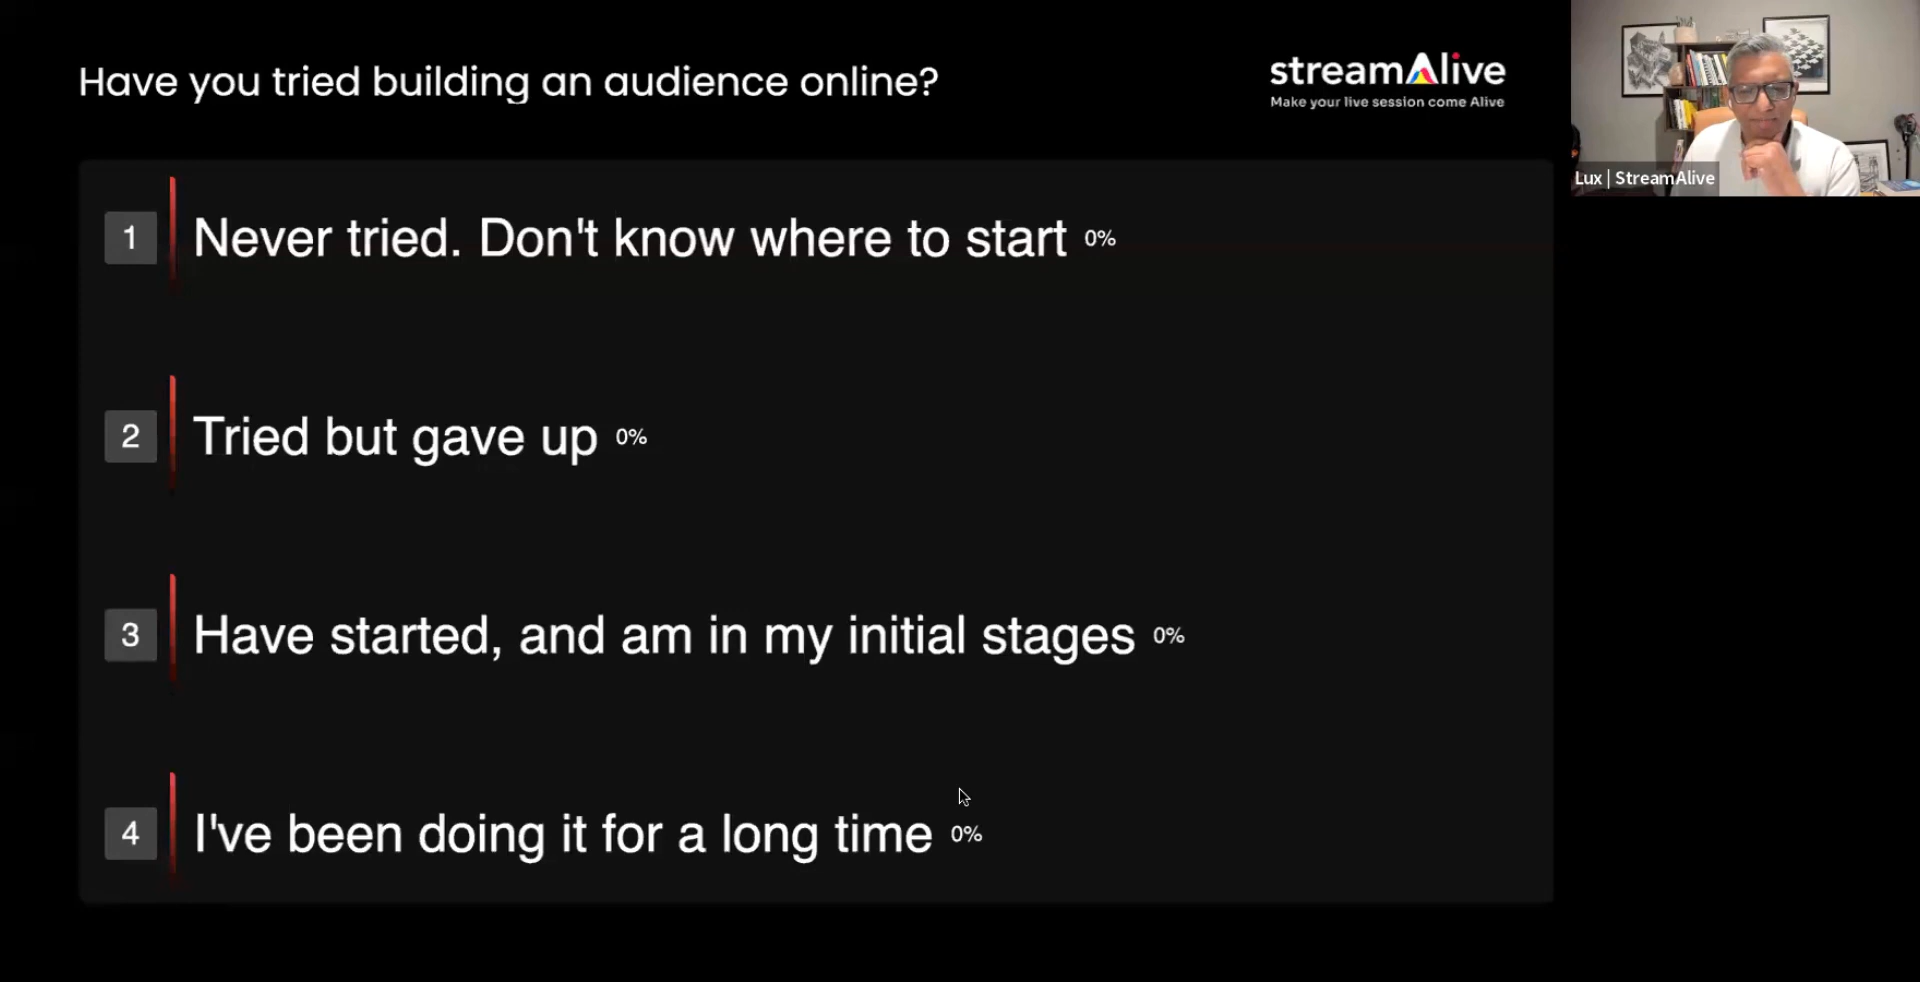 Have you tried building an audience online?
streamAlive
Make your live session come Alive
Lux | StreamAlive
1 Never tried. Don't know where to start 0%
2 Tried but gave up 0%
3 Have started, and am in my initial stages 0%
4 I've been doing it for a long time 0%